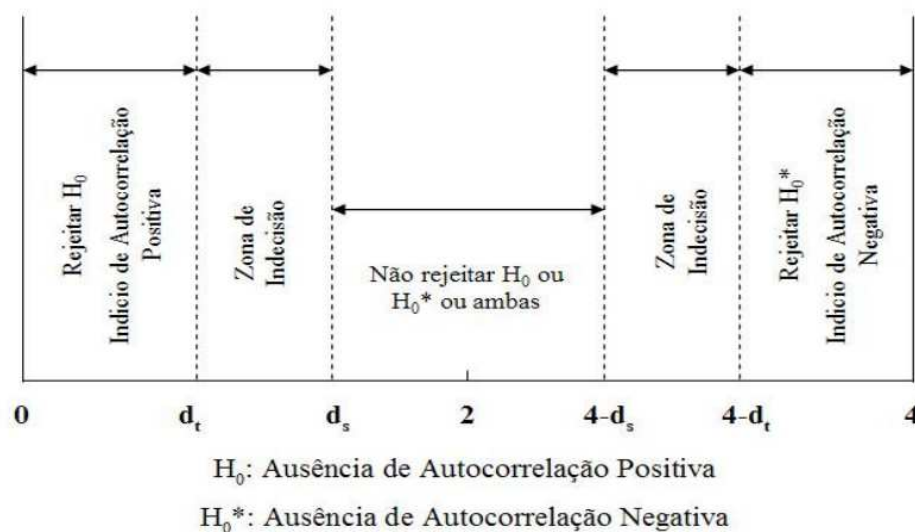 Rejeitar H₀
Indicio de Autocorrelação
Positiva
Zona de
Indecisão
Não rejeitar H₀ ou
H₀* ou ambas
Zona de
Indecisão
Rejeitar H₀*
Indicio de Autocorrelação
Negativa
0 dₜ dₛ 2 4-dₛ 4-dₜ 4
H₀: Ausência de Autocorrelação Positiva
H₀*: Ausência de Autocorrelação Negativa